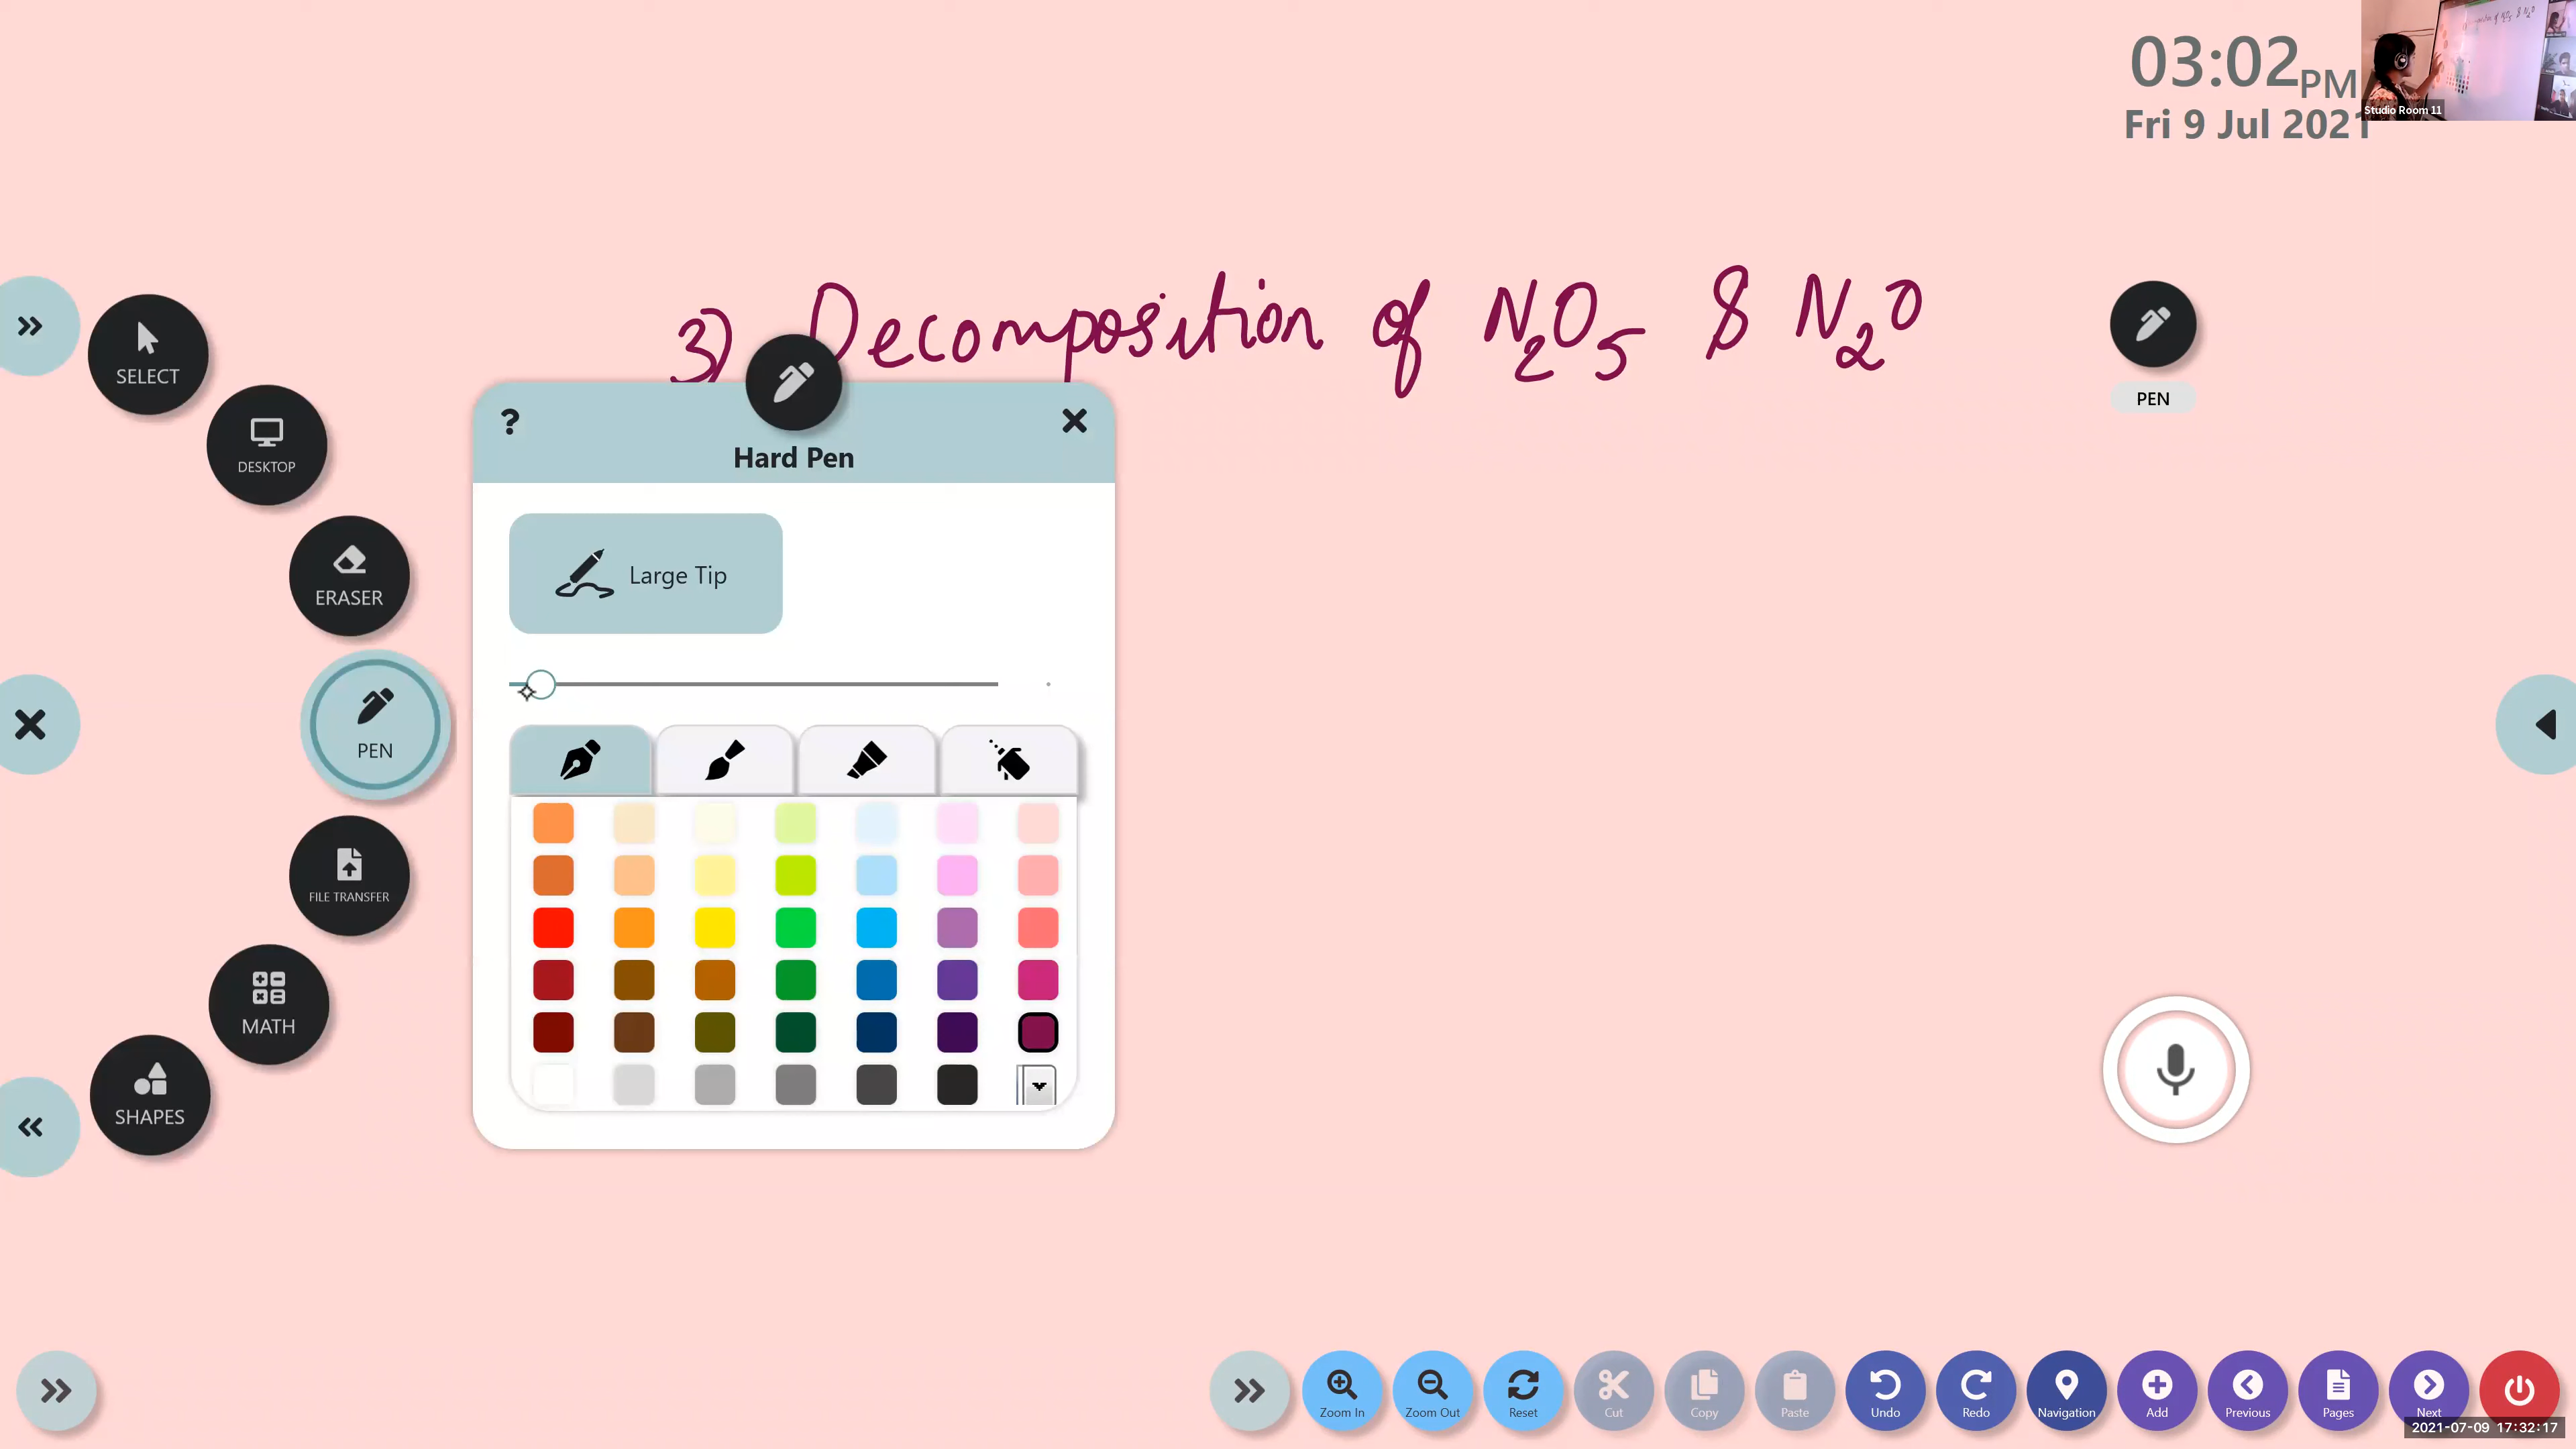 03:02 PM
Fri 9 Jul 2021
Studio Room 11
3) Decomposition of N₂O₅ & N₂O
SELECT
DESKTOP
ERASER
PEN
FILE TRANSFER
MATH
SHAPES
?
Hard Pen
Large Tip
PEN
Zoom In
Zoom Out
Reset
Cut
Copy
Paste
Undo
Redo
Navigation
Add
Previous
Pages
Next
2021-07-09 17:32:17